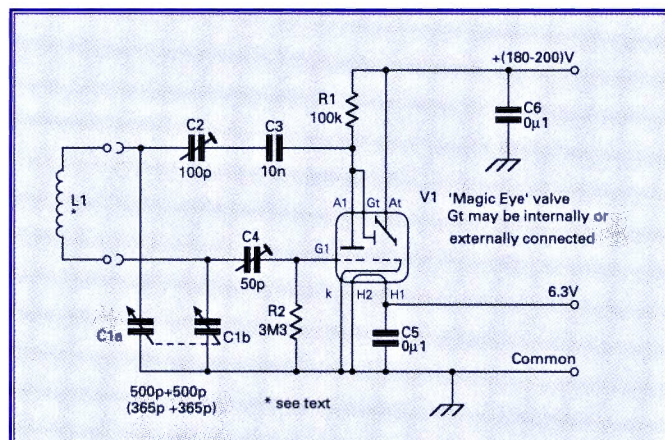 +(180-200)V
R1
100k
C6
0µ1
C2
100p
C3
10n
L1
*
A1
Gt
At
V1 'Magic Eye' valve
Gt may be internally or
externally connected
C4
50p
G1
k
H2
H1
6.3V
R2
3M3
C5
0µ1
C1a
C1b
Common
500p+500p
(365p +365p)
* see text